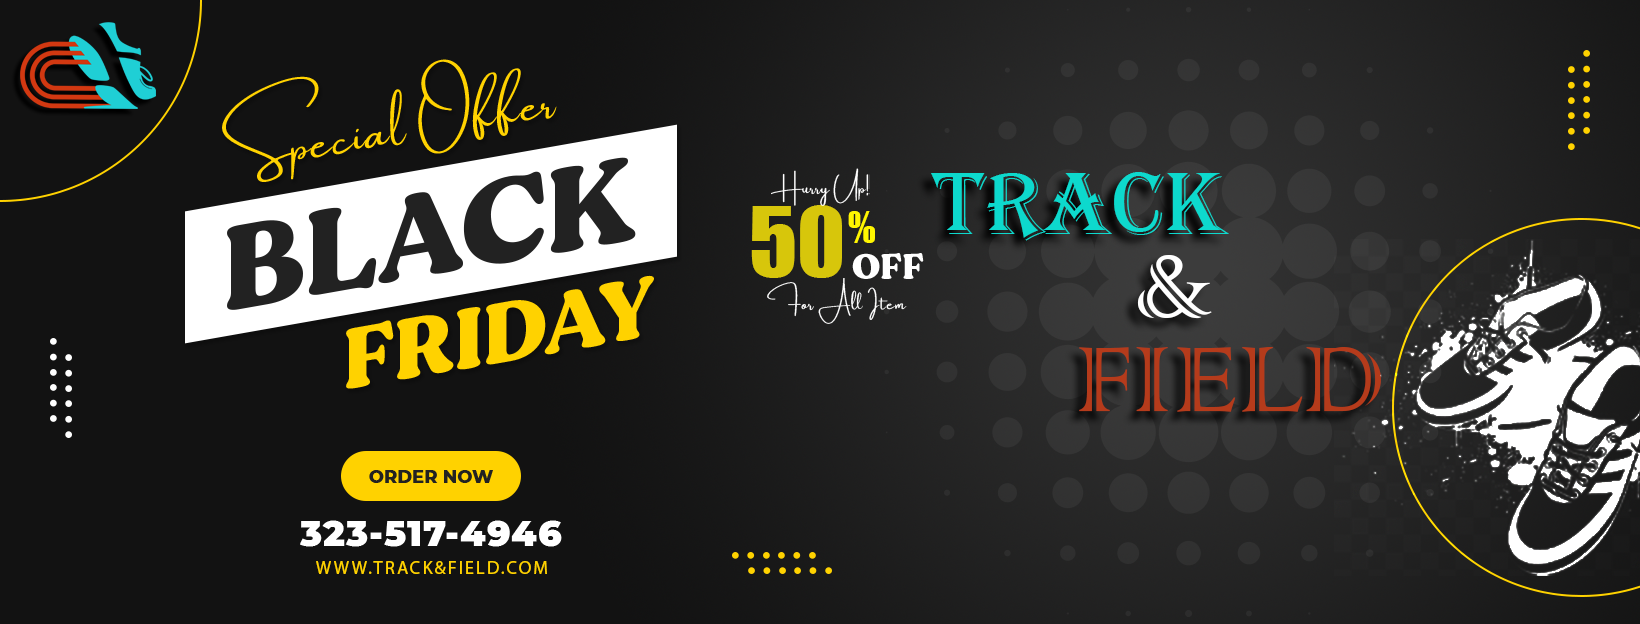 Special Offer
BLACK
FRIDAY
ORDER NOW
323-517-4946
WWW.TRACK&FIELD.COM
Hurry Up!
50%
OFF
For All Item
TRACK
&
FIELD